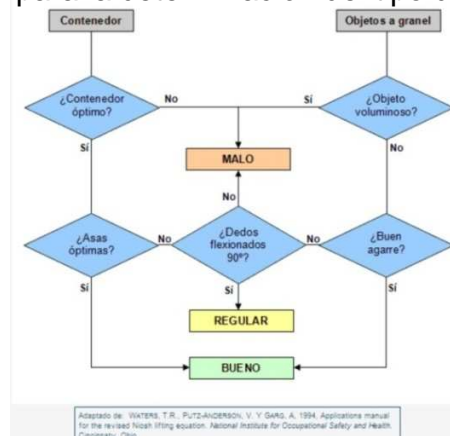 Contenedor
Objetos a granel
¿Contenedor
óptimo?
No
Sí
¿Objeto
voluminoso?
Sí
No
MALO
No
¿Asas
óptimas?
No
¿Dedos
flexionados
90º?
No
¿Buen
agarre?
Sí
Sí
Sí
REGULAR
BUENO
Adaptado de: WATERS, T.R., PUTZ-ANDERSON, V. Y GARG, A, 1994. Applications manual
for the revised Niosh lifting equation. National Institute for Occupational Safety and Health.
Cincinnatti, Ohio.